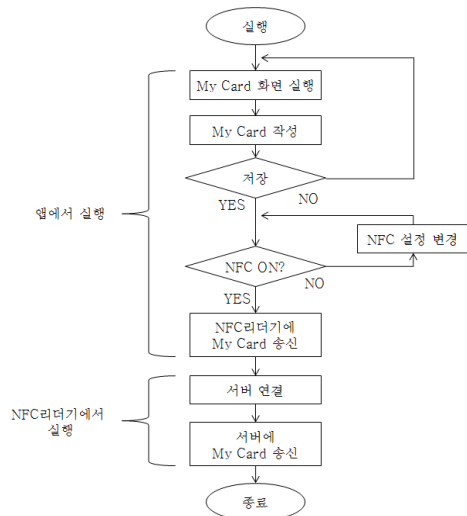 실행
My Card 화면 실행
My Card 작성
저장
YES
NO
앱에서 실행
NFC 설정 변경
NFC ON?
NO
YES
NFC리더기에
My Card 송신
서버 연결
NFC리더기에서
실행
서버에
My Card 송신
종료